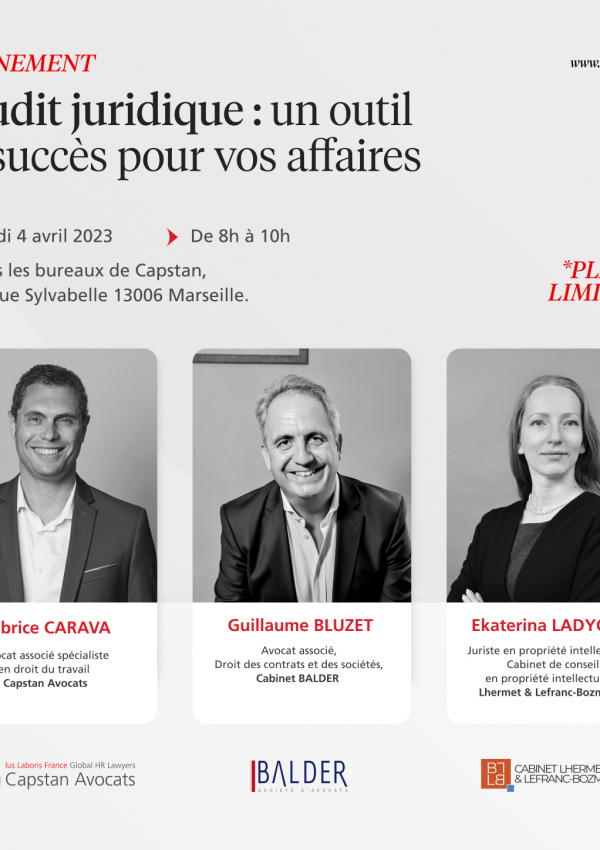 NEMENT
www.
udit juridique : un outil
succès pour vos affaires
di 4 avril 2023
De 8h à 10h
s les bureaux de Capstan,
ue Sylvabelle 13006 Marseille.
*PL
LIMI
brice CARAVA
cat associé spécialiste
en droit du travail
Capstan Avocats
Guillaume BLUZET
Avocat associé,
Droit des contrats et des sociétés,
Cabinet BALDER
Ekaterina LADY
Juriste en propriété intelle
Cabinet de conseil
en propriété intellectu
Lhermet & Lefranc-Bozm
Ius Laboris France Global HR Lawyers
Capstan Avocats
BALDER
SOCIÉTÉ D'AVOCATS
CABINET LHERME
& LEFRANC-BOZM